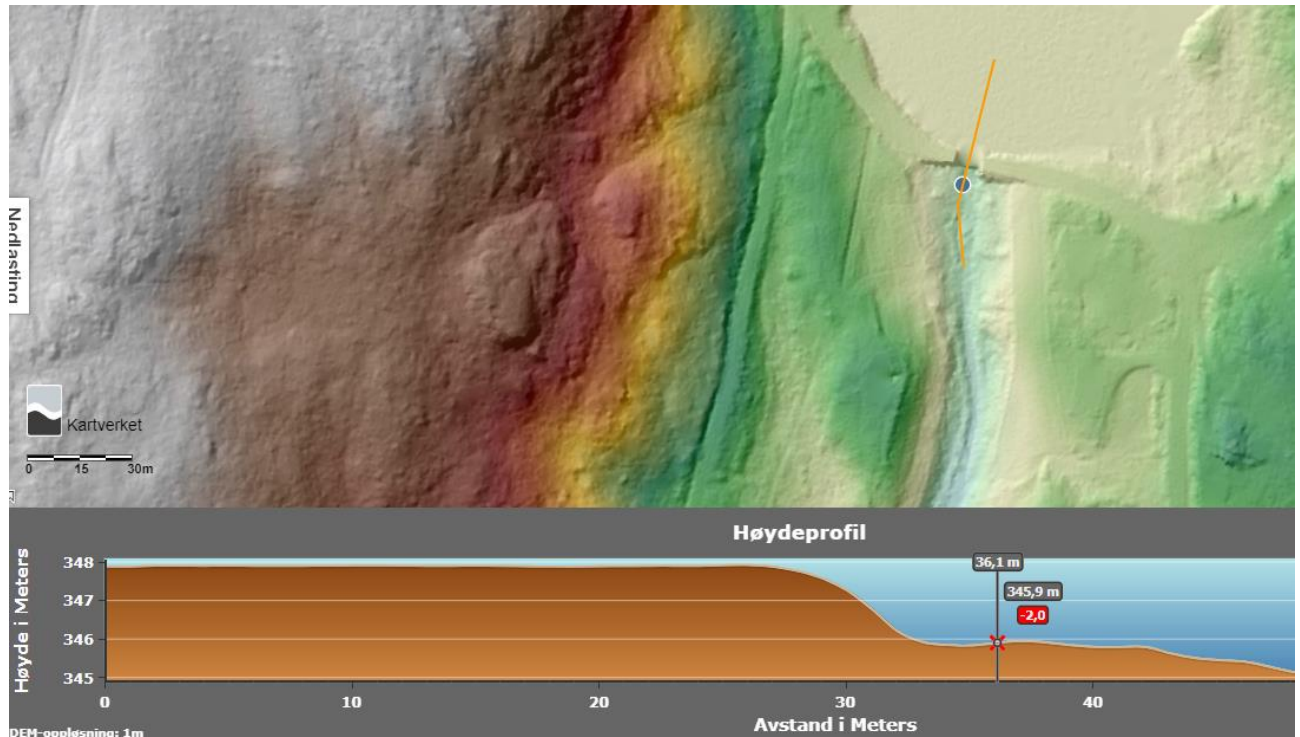 Nedlasting
Kartverket
0 15 30m
Høydeprofil
Høyde i Meters
348
347
346
345
36,1 m
345,9 m
-2,0
0 10 20 30 40
Avstand i Meters
DEM-oppløsning: 1m